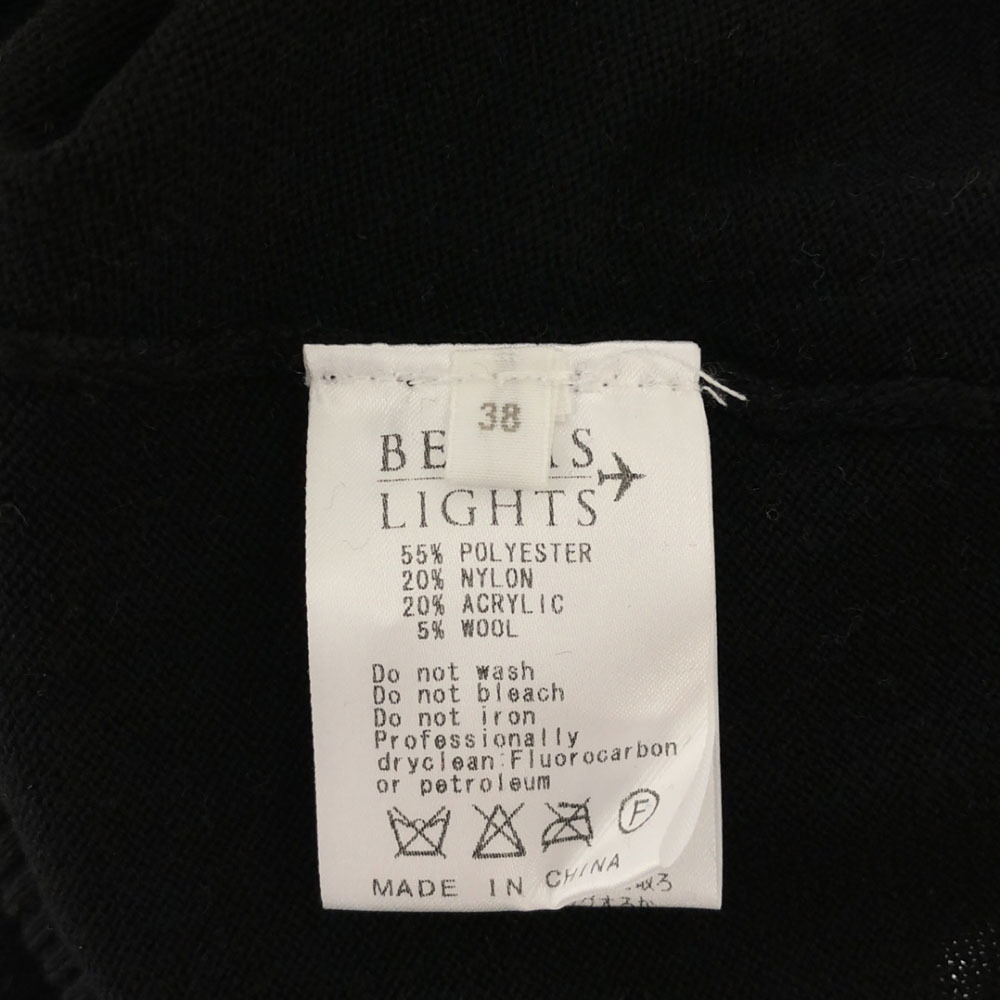 38
LIGHTS
55% POLYESTER
20% NYLON
20% ACRYLIC
5% WOOL
Do not wash
Do not bleach
Do not iron
Professionally
dryclean:Fluorocarbon
or petroleum
F
MADE IN CHINA